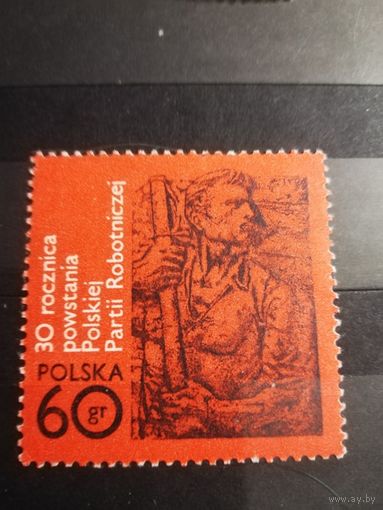 30 rocznica
powstania
Polskiej
Partii Robotniczej
POLSKA
60 gr
www.ay.by